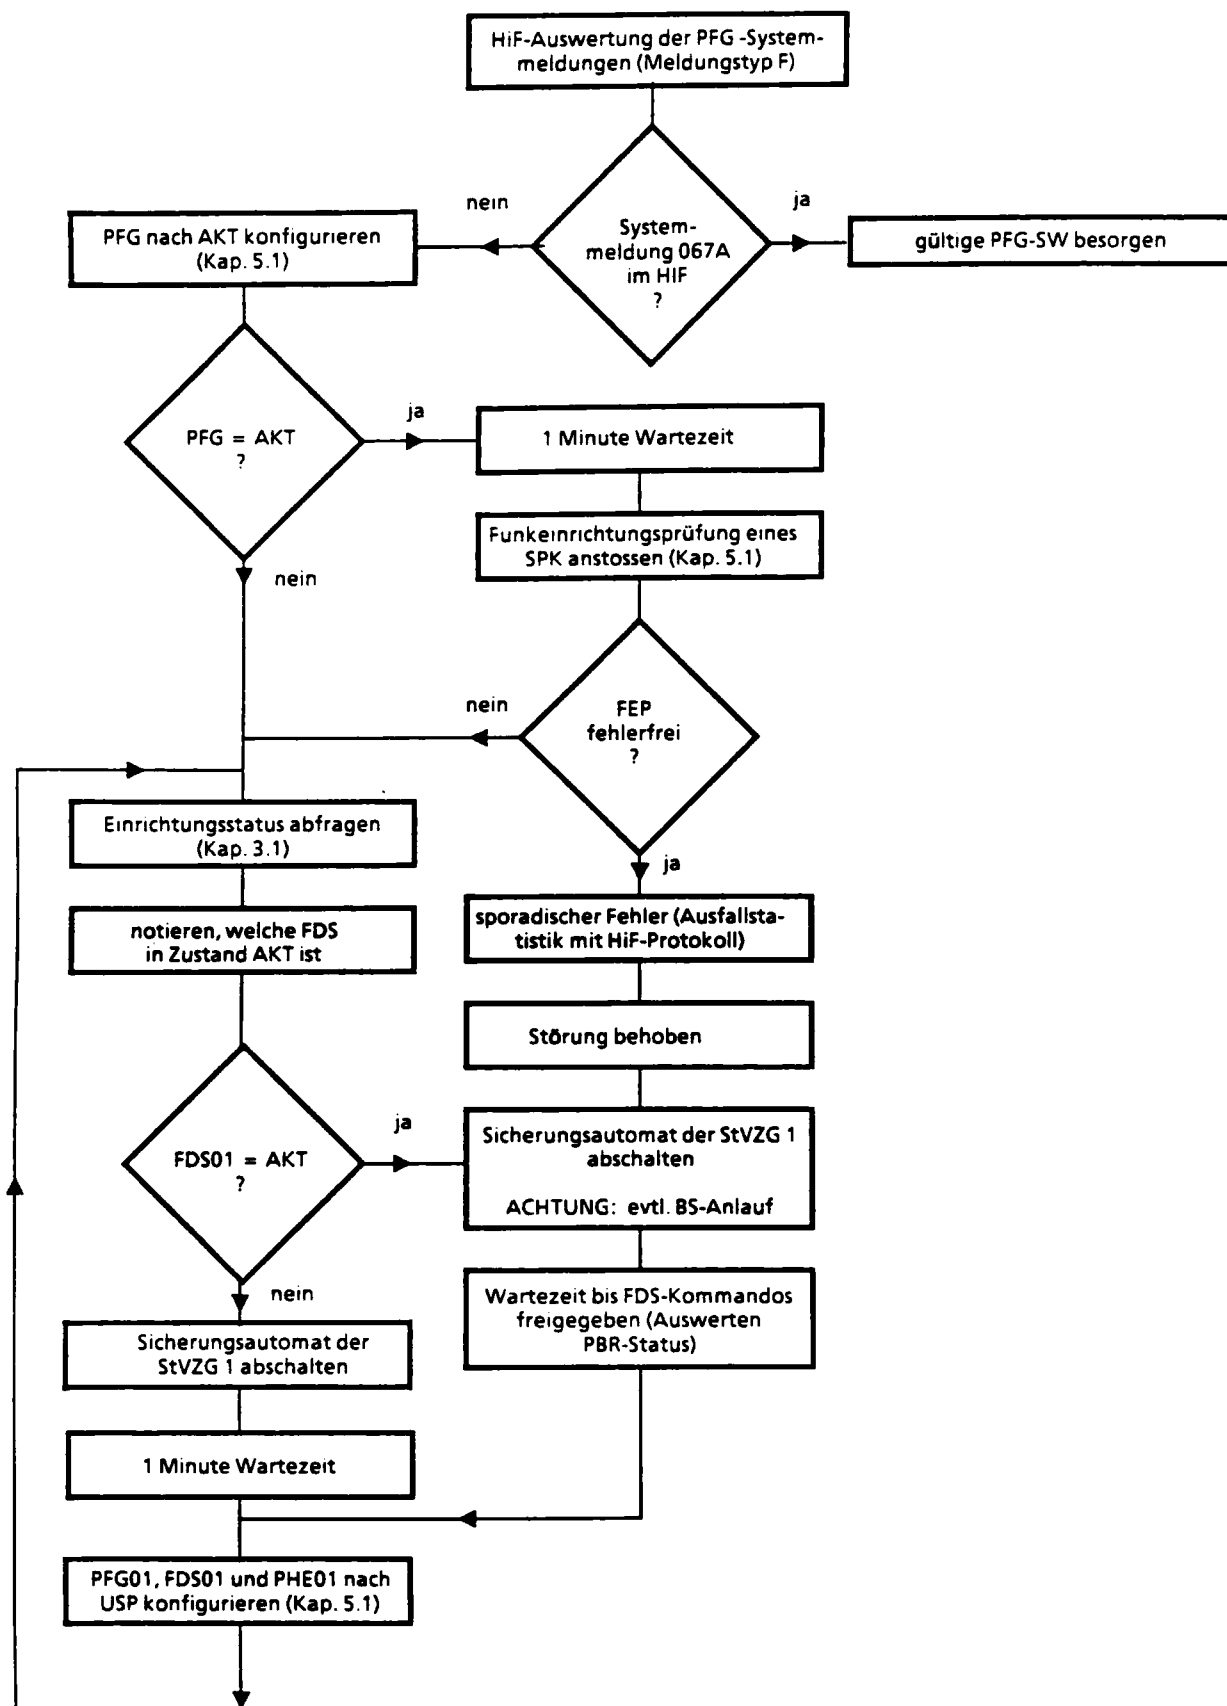 HiF-Auswertung der PFG -System-
meldungen (Meldungstyp F)
nein
ja
System-
meldung 067A
im HIF
?
PFG nach AKT konfigurieren
(Kap. 5.1)
gültige PFG-SW besorgen
PFG = AKT
?
ja
1 Minute Wartezeit
Funkeinrichtungsprüfung eines
SPK anstossen (Kap. 5.1)
nein
nein
FEP
fehlerfrei
?
Einrichtungsstatus abfragen
(Kap. 3.1)
ja
notieren, welche FDS
in Zustand AKT ist
sporadischer Fehler (Ausfallsta-
tistik mit HiF-Protokoll)
Störung behoben
FDS01 = AKT
?
ja
Sicherungsautomat der StVZG 1
abschalten
ACHTUNG: evtl. BS-Anlauf
nein
Wartezeit bis FDS-Kommandos
freigegeben (Auswerten
PBR-Status)
Sicherungsautomat der
StVZG 1 abschalten
1 Minute Wartezeit
PFG01, FDS01 und PHE01 nach
USP konfigurieren (Kap. 5.1)